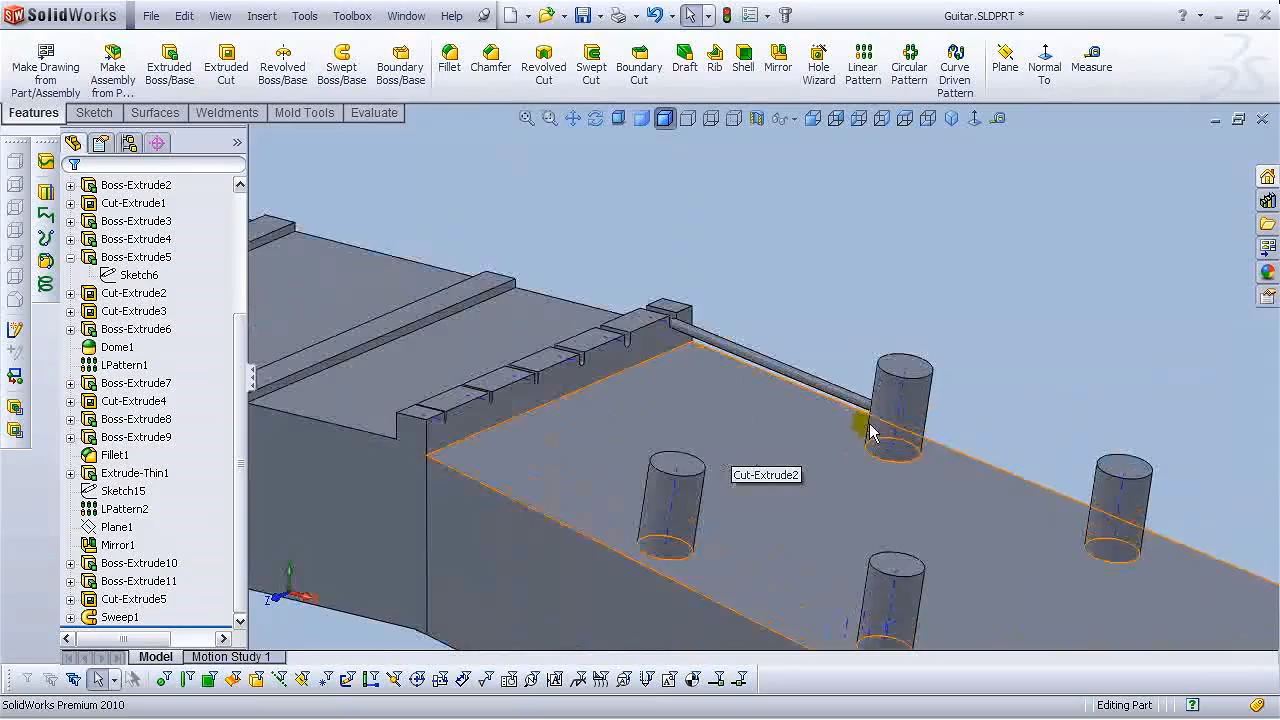 SolidWorks File Edit View Insert Tools Toolbox Window Help Guitar.SLDPRT *
Make Drawing from Part/Assembly
Make Assembly from P...
Extruded Boss/Base
Extruded Cut
Revolved Boss/Base
Swept Boss/Base
Boundary Boss/Base
Fillet
Chamfer
Revolved Cut
Swept Cut
Boundary Cut
Draft
Rib
Shell
Mirror
Hole Wizard
Linear Pattern
Circular Pattern
Curve Driven Pattern
Plane
Normal To
Measure
Features Sketch Surfaces Weldments Mold Tools Evaluate
Boss-Extrude2
Cut-Extrude1
Boss-Extrude3
Boss-Extrude4
Boss-Extrude5
Sketch6
Cut-Extrude2
Cut-Extrude3
Boss-Extrude6
Dome1
LPattern1
Boss-Extrude7
Cut-Extrude4
Boss-Extrude8
Boss-Extrude9
Fillet1
Extrude-Thin1
Sketch15
LPattern2
Plane1
Mirror1
Boss-Extrude10
Boss-Extrude11
Cut-Extrude5
Sweep1
Cut-Extrude2
Z
Model Motion Study 1
SolidWorks Premium 2010 Editing Part